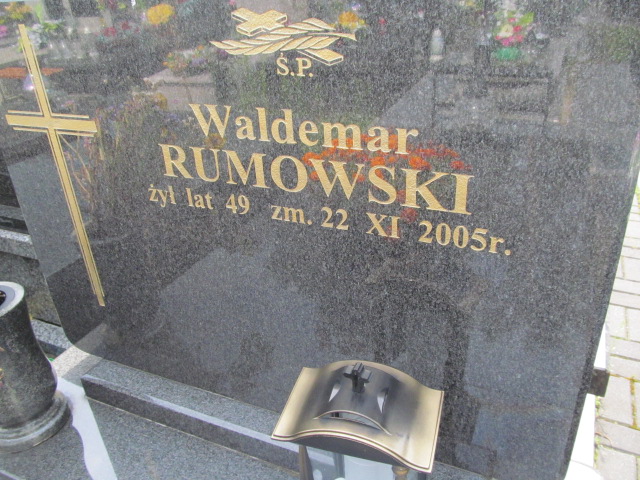 Ś.P.
Waldemar
RUMOWSKI
żył lat 49 zm. 22 XI 2005r.